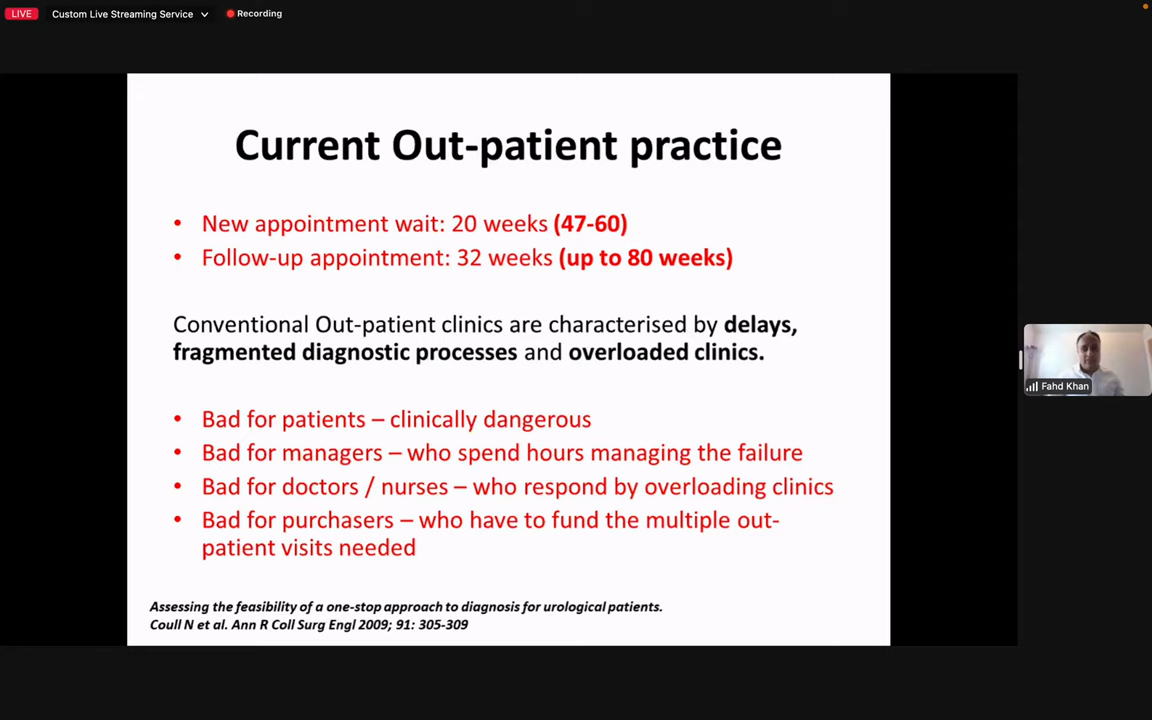 LIVE Custom Live Streaming Service Recording
Current Out-patient practice
• New appointment wait: 20 weeks (47-60)
• Follow-up appointment: 32 weeks (up to 80 weeks)
Conventional Out-patient clinics are characterised by delays,
fragmented diagnostic processes and overloaded clinics.
• Bad for patients – clinically dangerous
• Bad for managers – who spend hours managing the failure
• Bad for doctors / nurses – who respond by overloading clinics
• Bad for purchasers – who have to fund the multiple out-
patient visits needed
Assessing the feasibility of a one-stop approach to diagnosis for urological patients.
Coull N et al. Ann R Coll Surg Engl 2009; 91: 305-309
Fahd Khan